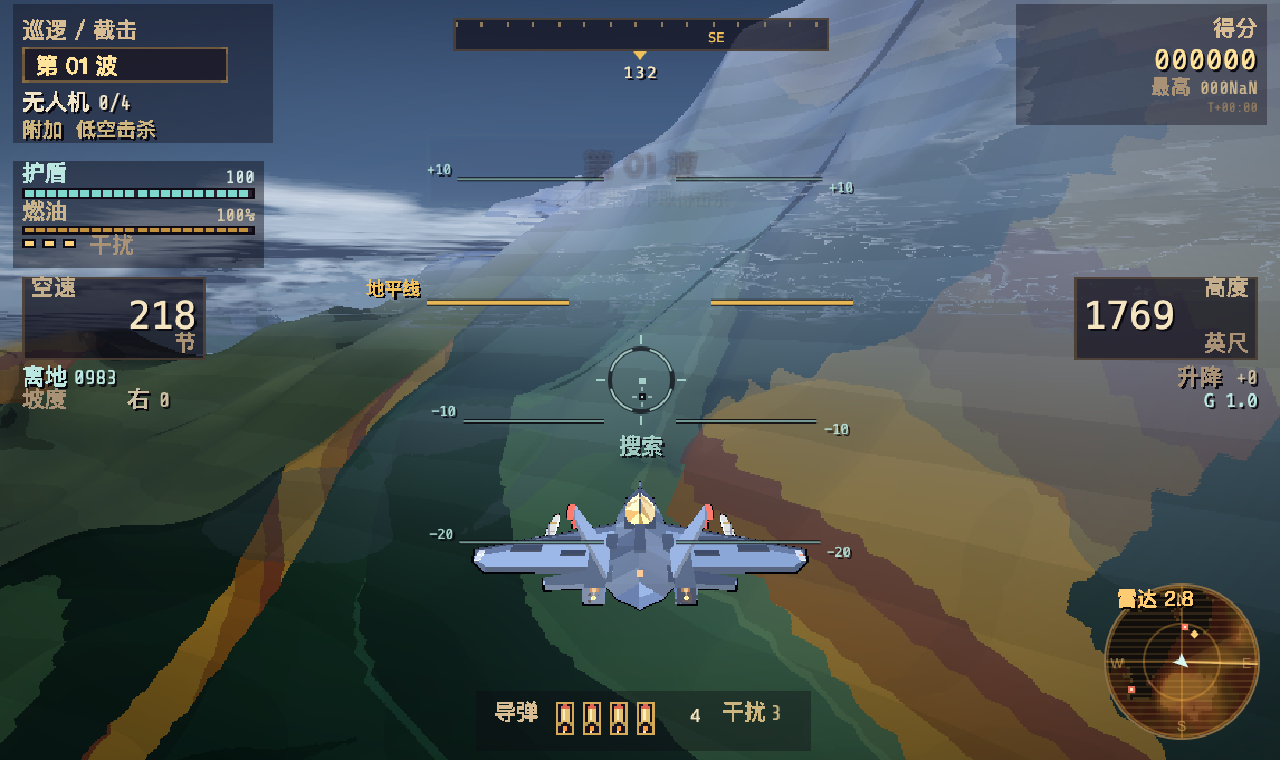 巡逻 / 截击
第 01 波
无人机 0/4
附加 低空击杀
护盾 100
燃油 100%
干扰
空速
218
节
离地 0983
坡度 右 0
SE
132
第 01 波
+10 +10
地平线
-10 -10
搜索
-20 -20
得分
000000
最高 000NaN
T+00:00
高度
1769
英尺
升降 +0
G 1.0
雷达 2.8
W E
S
导弹 4 干扰 3